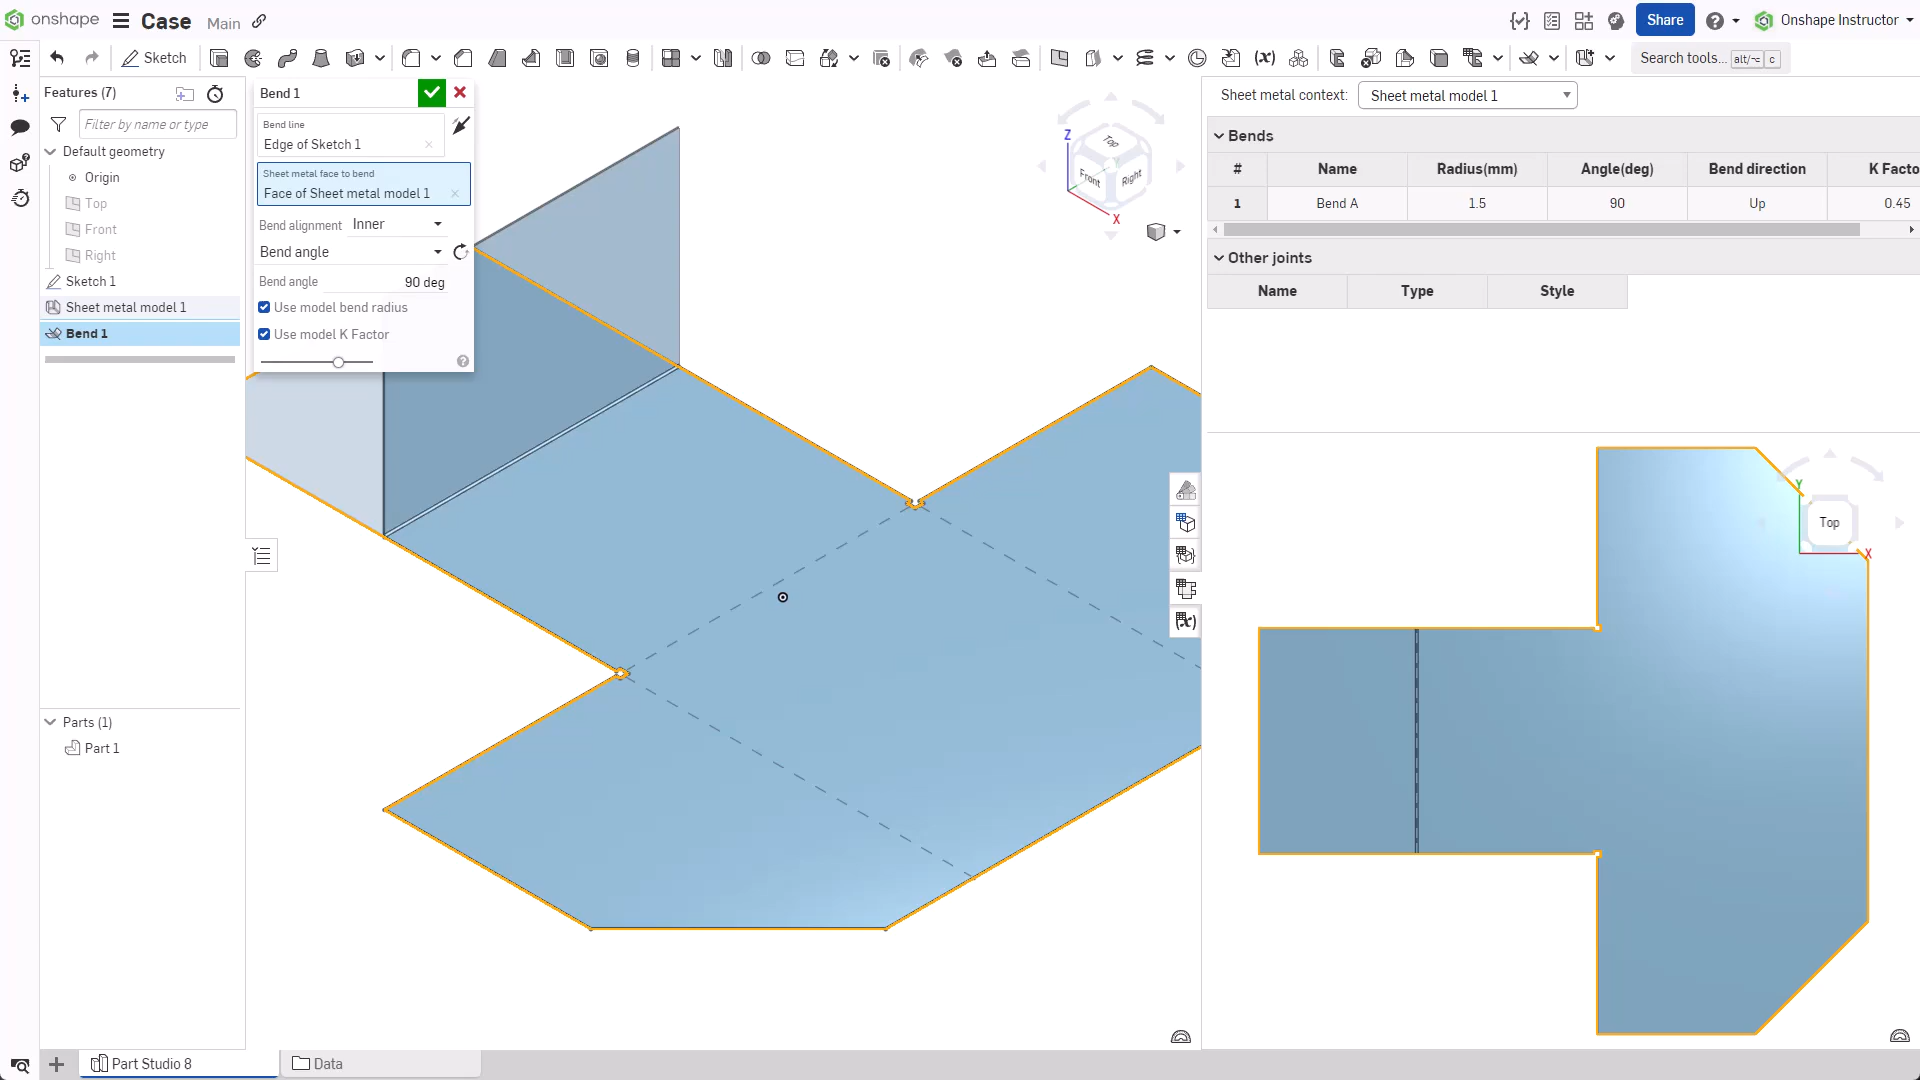 onshape
Case
Main
Share
Onshape Instructor
Sketch
Search tools...
alt/⌥
c
Features (7)
Filter by name or type
Default geometry
Origin
Top
Front
Right
Sketch 1
Sheet metal model 1
Bend 1
Parts (1)
Part 1
Bend 1
Bend line
Edge of Sketch 1
Sheet metal face to bend
Face of Sheet metal model 1
Bend alignment
Inner
Bend angle
Bend angle
90 deg
Use model bend radius
Use model K Factor
Z
Top
Front
Right
X
Sheet metal context:
Sheet metal model 1
Bends
# Name Radius(mm) Angle(deg) Bend direction K Facto
1 Bend A 1.5 90 Up 0.45
Other joints
Name Type Style
Y
Top
X
Part Studio 8
Data